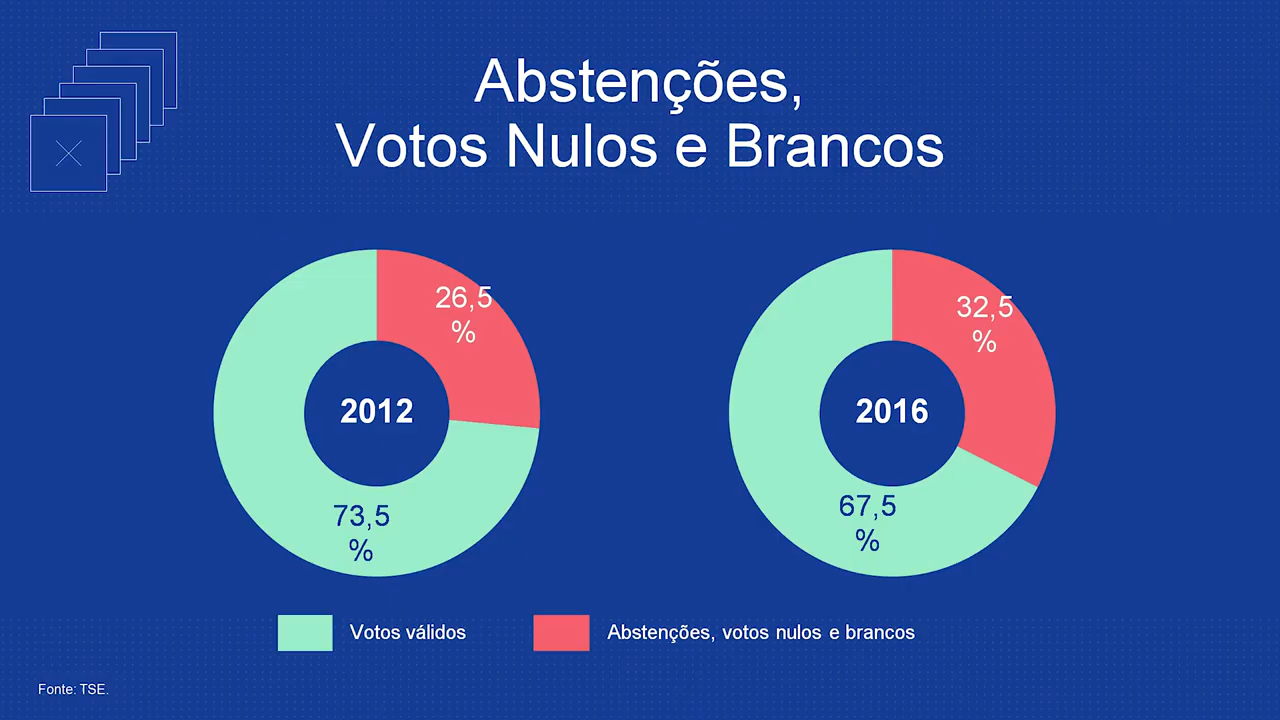 Abstenções,
Votos Nulos e Brancos
26,5
%
2012
73,5
%
32,5
%
2016
67,5
%
Votos válidos
Abstenções, votos nulos e brancos
Fonte: TSE.